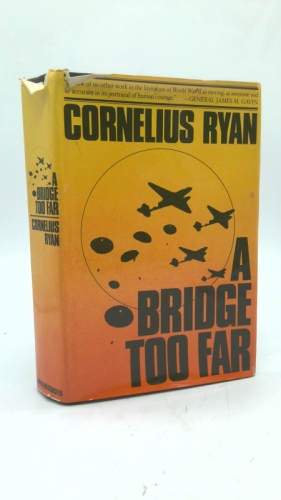 of no other work in the literature of World War II as moving, as awesome and
accurate in its portrayal of human courage." — GENERAL JAMES M. GAVIN
CORNELIUS RYAN
A
BRIDGE
TOO FAR
A
BRIDGE
TOO FAR
CORNELIUS
RYAN